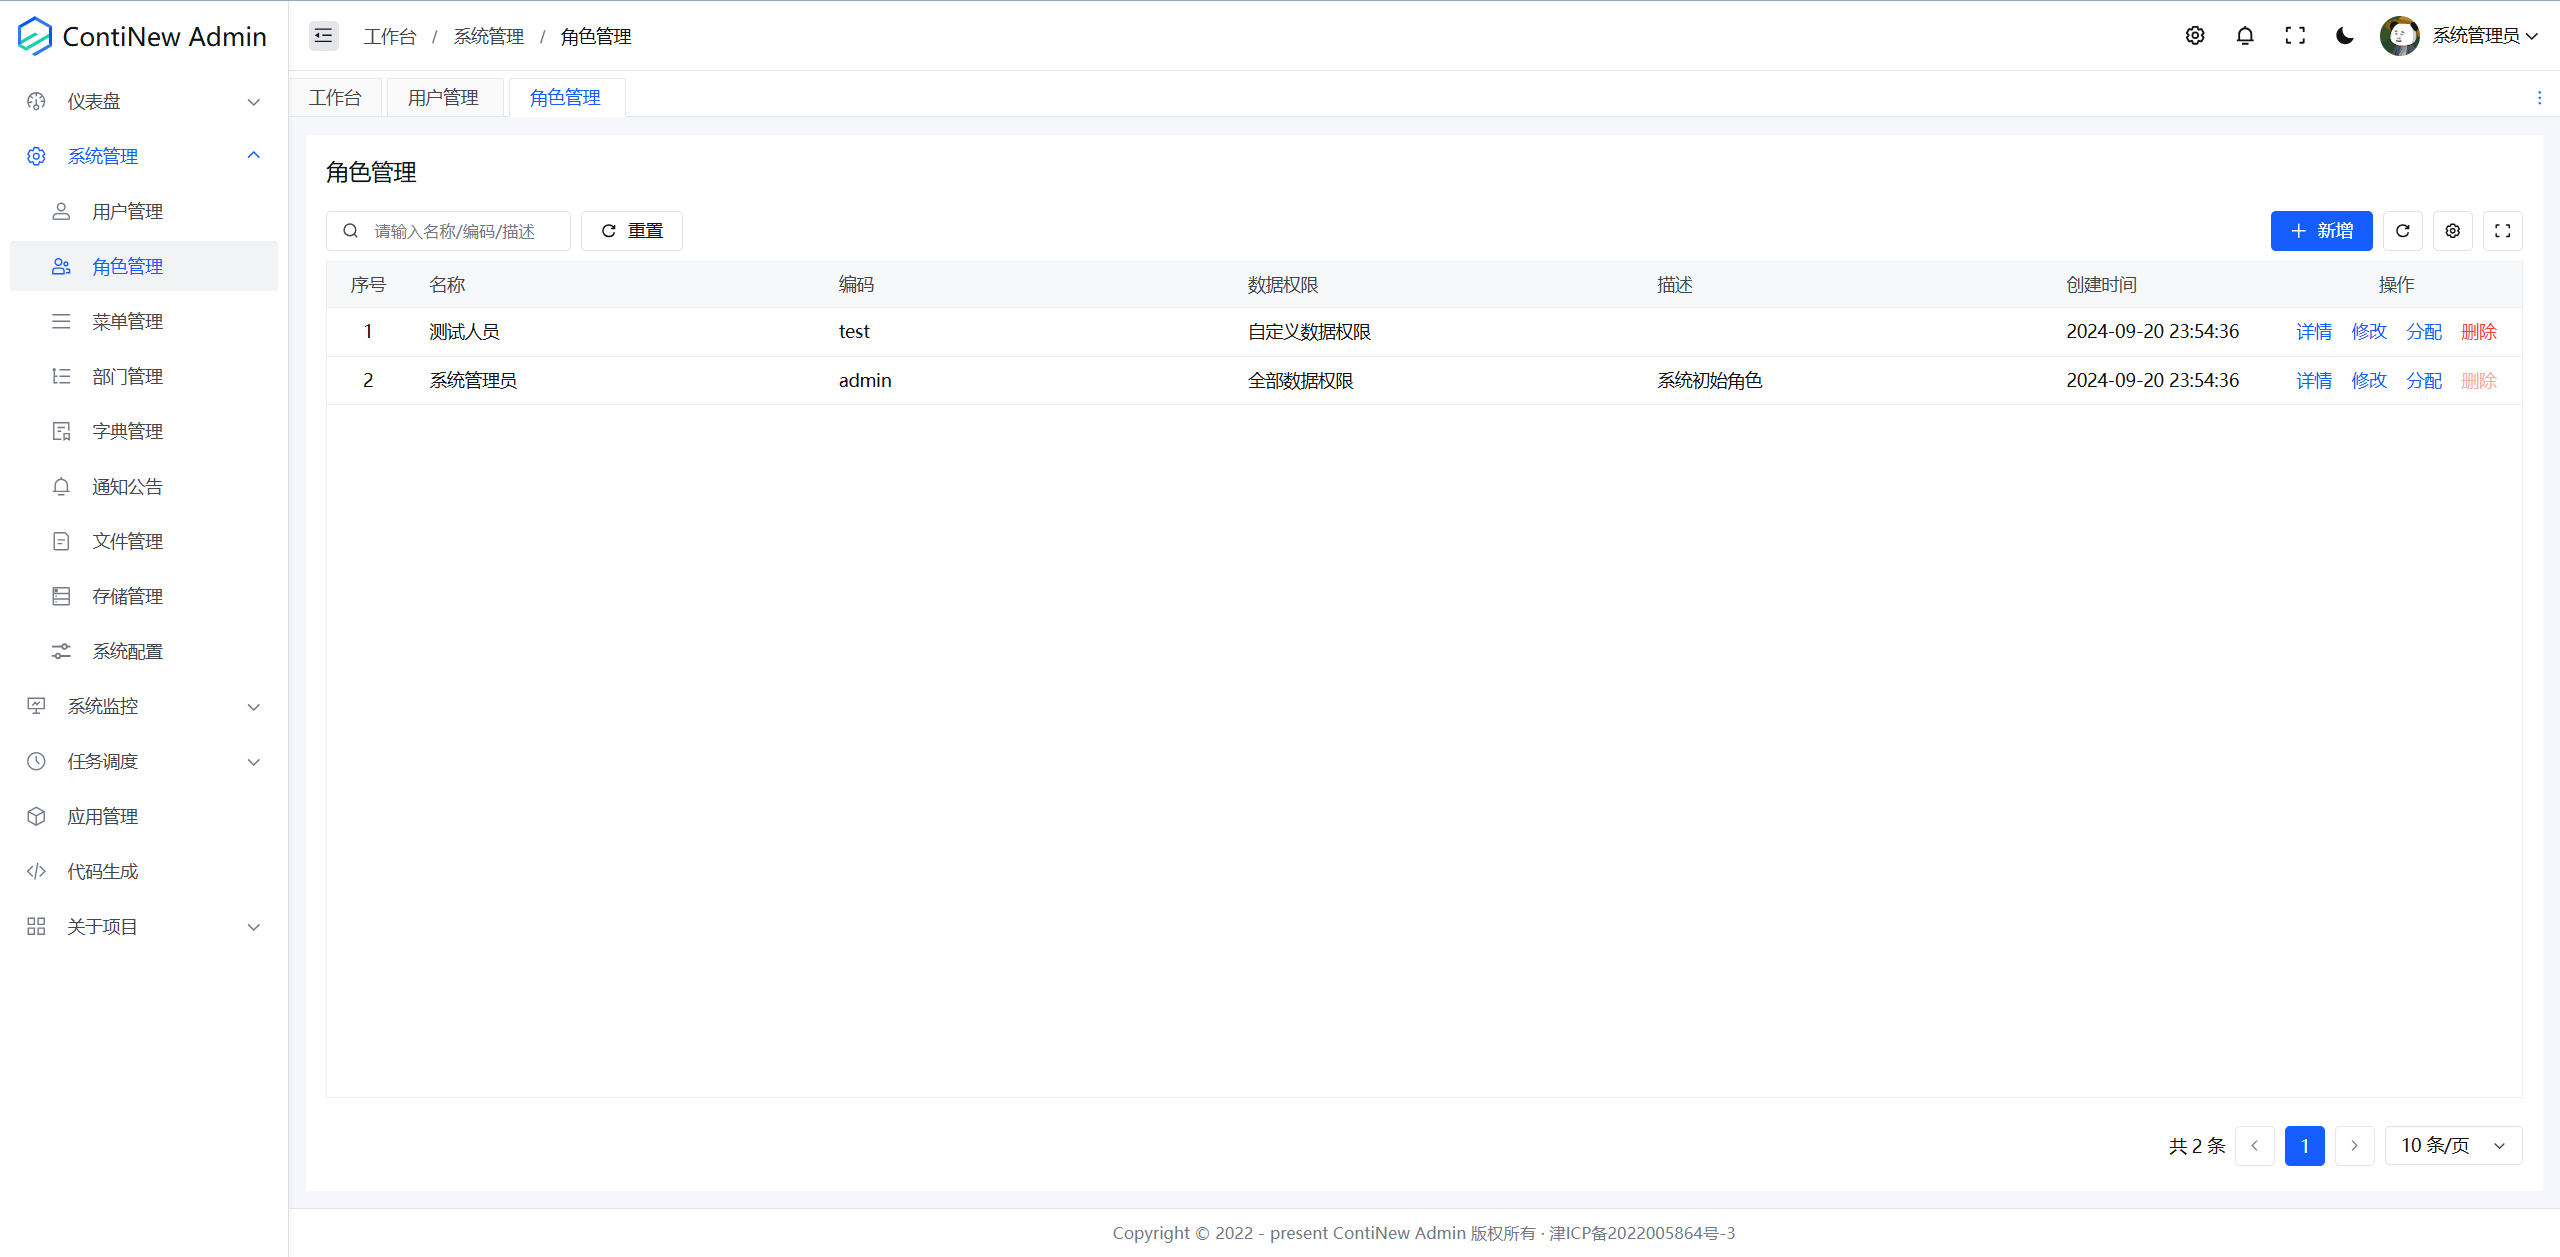 ContiNew Admin
仪表盘
系统管理
用户管理
角色管理
菜单管理
部门管理
字典管理
通知公告
文件管理
存储管理
系统配置
系统监控
任务调度
应用管理
代码生成
关于项目
工作台 / 系统管理 / 角色管理
系统管理员
工作台 用户管理 角色管理
角色管理
请输入名称/编码/描述 重置 新增
序号 名称 编码 数据权限 描述 创建时间 操作
1 测试人员 test 自定义数据权限 2024-09-20 23:54:36 详情 修改 分配 删除
2 系统管理员 admin 全部数据权限 系统初始角色 2024-09-20 23:54:36 详情 修改 分配 删除
共 2 条 1 10 条/页
Copyright © 2022 - present ContiNew Admin 版权所有 · 津ICP备2022005864号-3